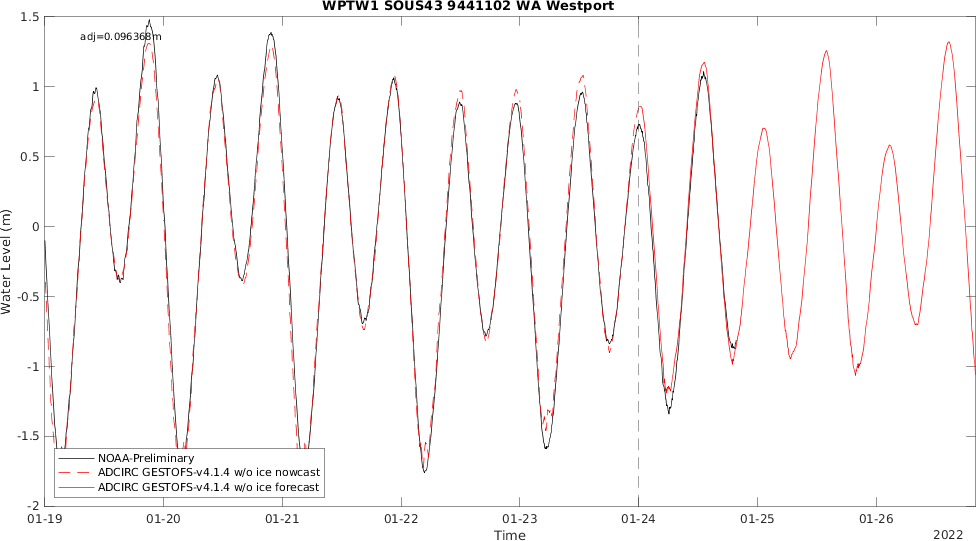 WPTW1 SOUS43 9441102 WA Westport
adj=0.096368m
1.5
1
0.5
0
-0.5
-1
-1.5
-2
Water Level (m)
NOAA-Preliminary
ADCIRC GESTOFS-v4.1.4 w/o ice nowcast
ADCIRC GESTOFS-v4.1.4 w/o ice forecast
01-19 01-20 01-21 01-22 01-23 01-24 01-25 01-26
Time
2022